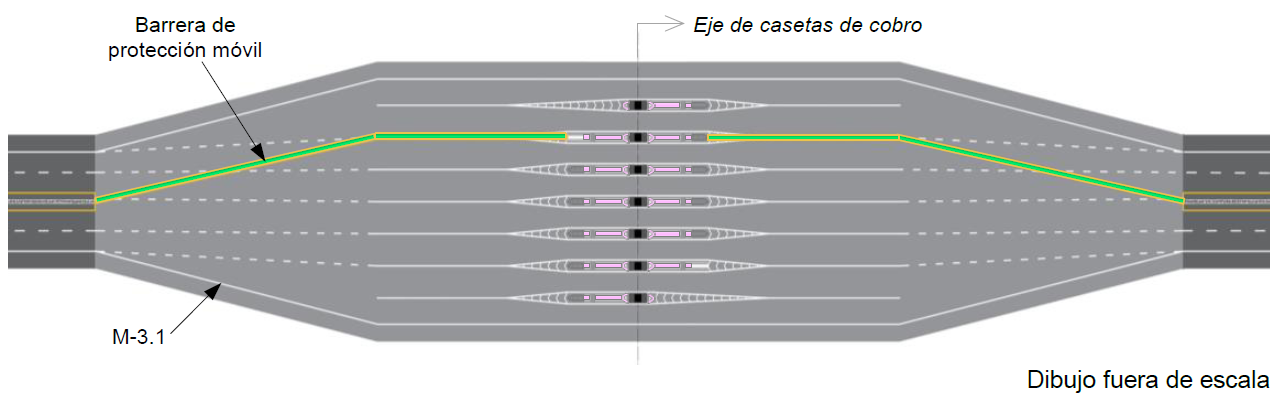 Barrera de
protección móvil
Eje de casetas de cobro
M-3.1
Dibujo fuera de escala